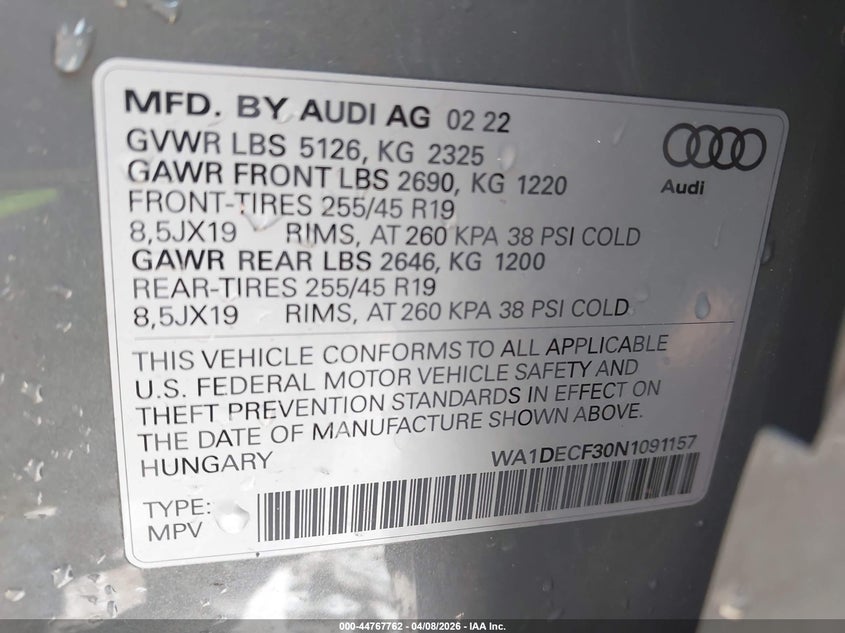 MFD. BY AUDI AG 02 22
GVWR LBS 5126, KG 2325
GAWR FRONT LBS 2690, KG 1220
FRONT-TIRES 255/45 R19
8,5JX19 RIMS, AT 260 KPA 38 PSI COLD
GAWR REAR LBS 2646, KG 1200
REAR-TIRES 255/45 R19
8,5JX19 RIMS, AT 260 KPA 38 PSI COLD
Audi
THIS VEHICLE CONFORMS TO ALL APPLICABLE
U.S. FEDERAL MOTOR VEHICLE SAFETY AND
THEFT PREVENTION STANDARDS IN EFFECT ON
THE DATE OF MANUFACTURE SHOWN ABOVE.
HUNGARY WA1DECF30N1091157
TYPE:
MPV
000-44767762 - 04/08/2026 - IAA Inc.